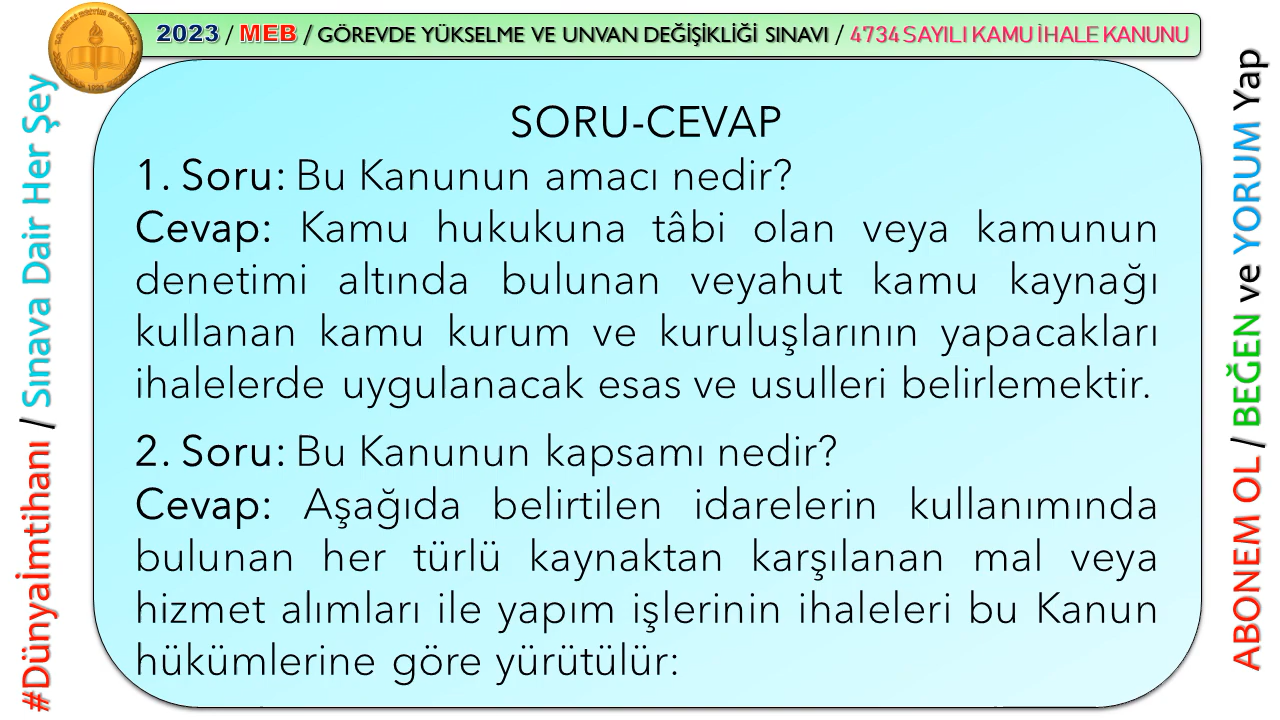 2023 / MEB / GÖREVDE YÜKSELME VE UNVAN DEĞİŞİKLİĞİ SINAVI / 4734 SAYILI KAMU İHALE KANUNU
#Dünyaimtihanı / Sınava Dair Her Şey
SORU-CEVAP
1. Soru: Bu Kanunun amacı nedir?
Cevap: Kamu hukukuna tâbi olan veya kamunun
denetimi altında bulunan veyahut kamu kaynağı
kullanan kamu kurum ve kuruluşlarının yapacakları
ihalelerde uygulanacak esas ve usulleri belirlemektir.
2. Soru: Bu Kanunun kapsamı nedir?
Cevap: Aşağıda belirtilen idarelerin kullanımında
bulunan her türlü kaynaktan karşılanan mal veya
hizmet alımları ile yapım işlerinin ihaleleri bu Kanun
hükümlerine göre yürütülür:
ABONEM OL / BEĞEN ve YORUM Yap